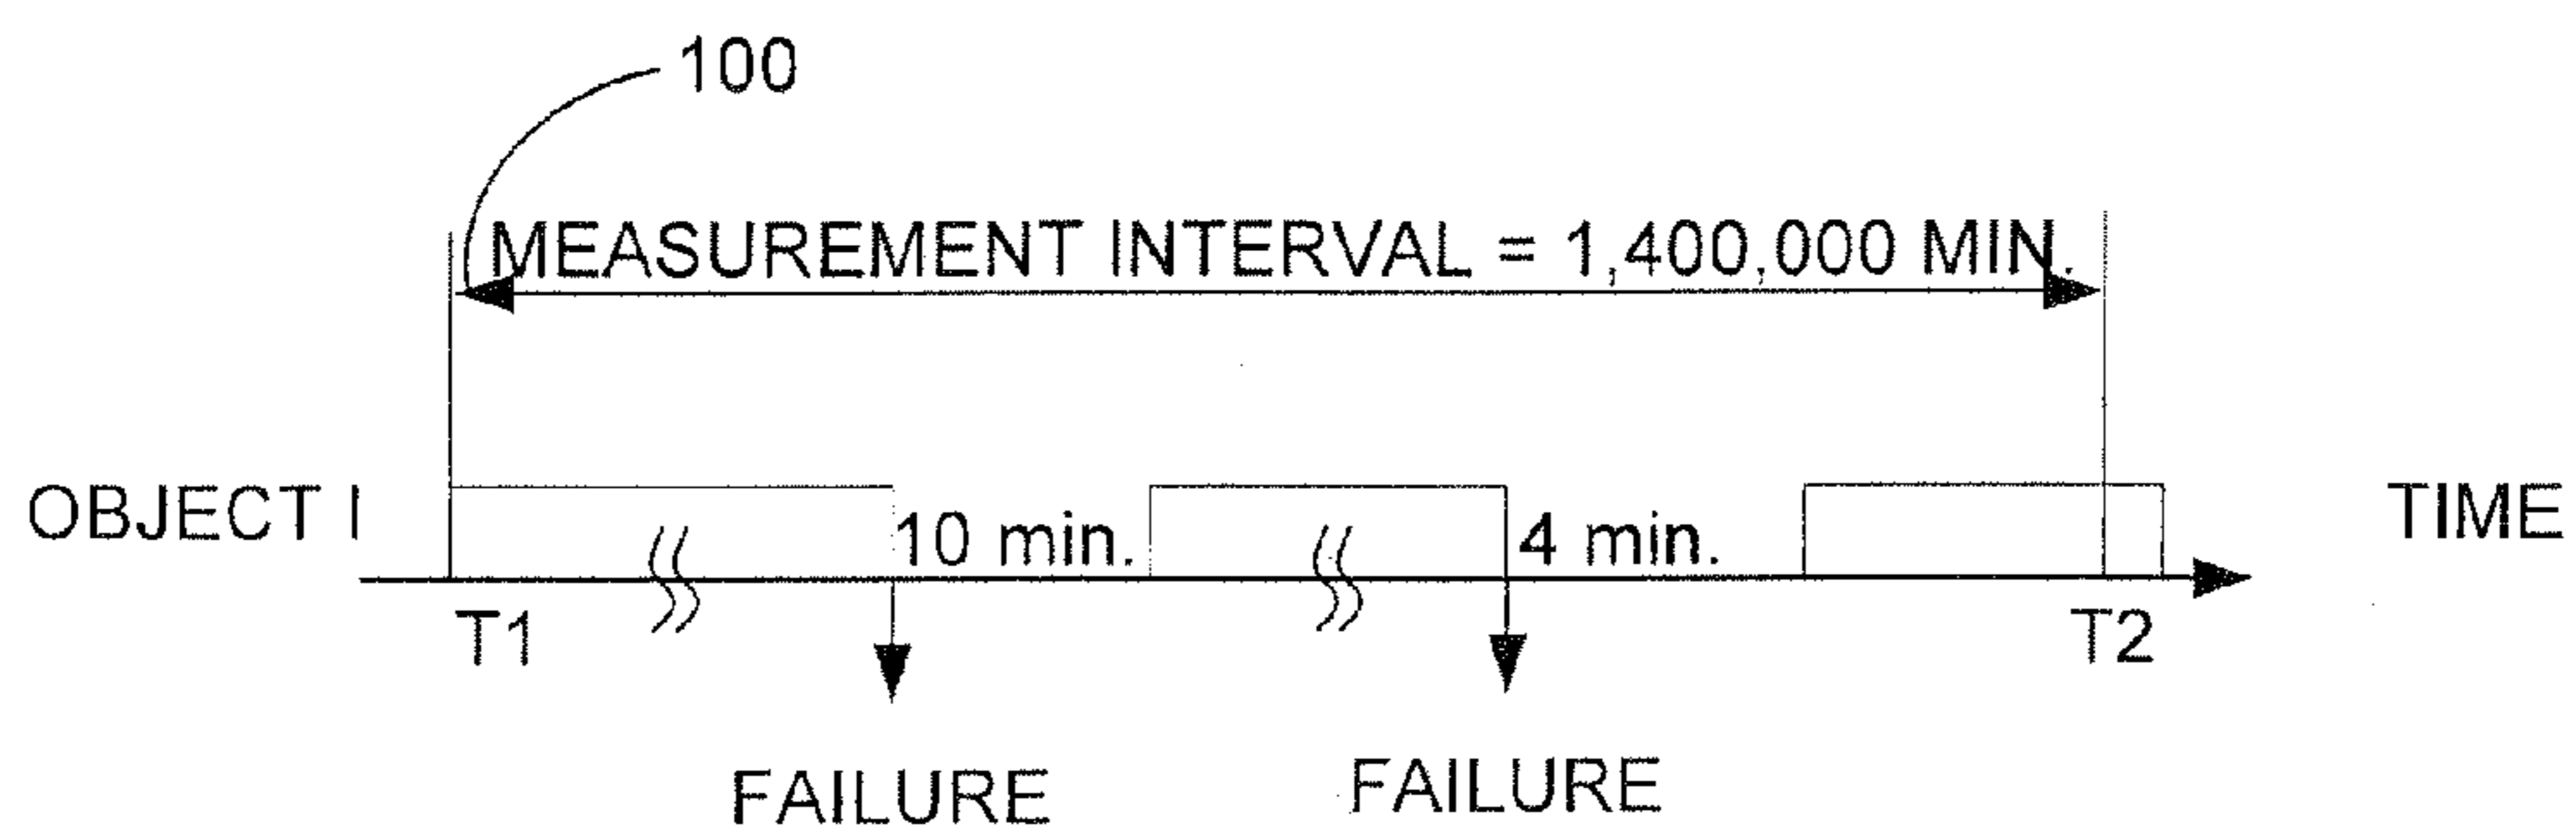 100
MEASUREMENT INTERVAL = 1,400,000 MIN.
OBJECT I
10 min.
4 min.
TIME
T1
T2
FAILURE
FAILURE